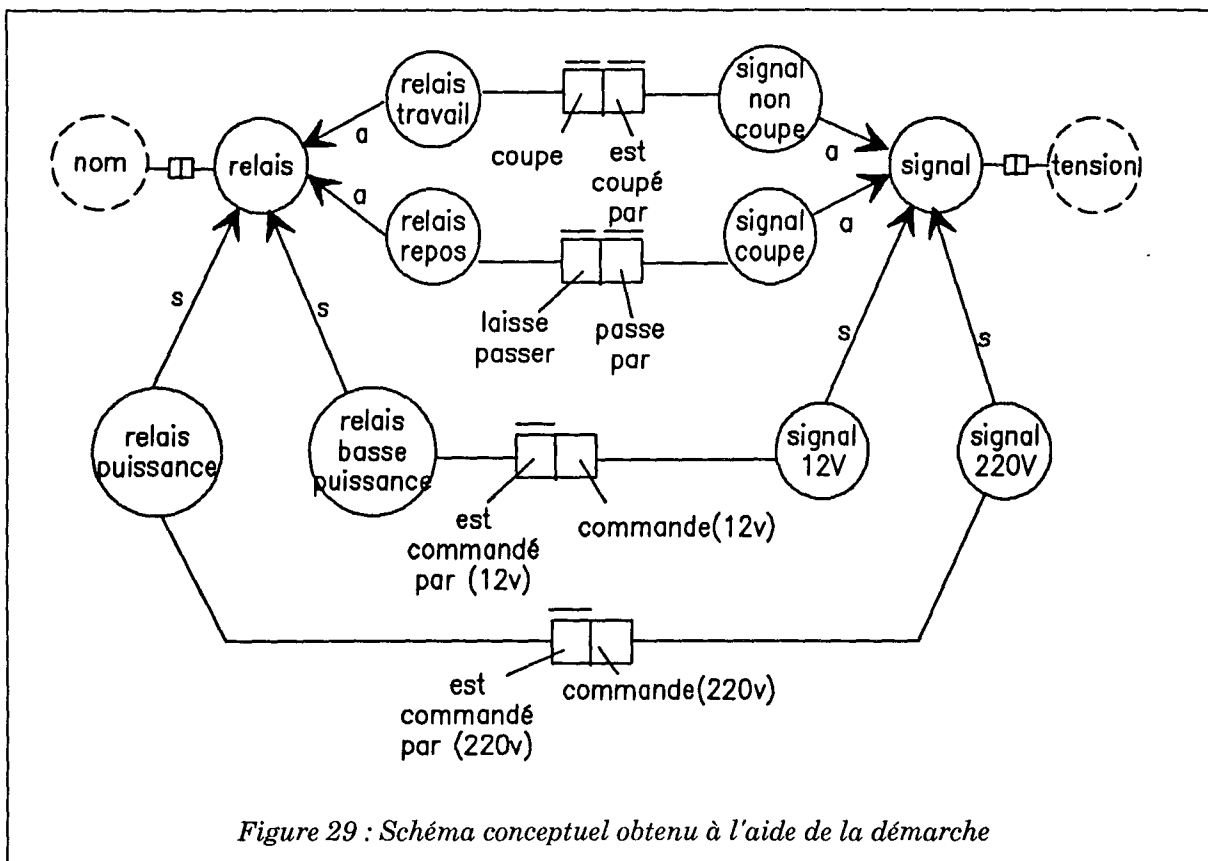 relais
travail
signal
non
coupe
coupe
est
coupé
par
a
a
nom
relais
signal
tension
a
a
relais
repos
signal
coupe
laisse
passer
passe
par
s
s
s
s
relais
puissance
relais
basse
puissance
signal
12V
signal
220V
est
commandé
par (12v)
commande(12v)
est
commandé
par (220v)
commande(220v)
Figure 29 : Schéma conceptuel obtenu à l'aide de la démarche